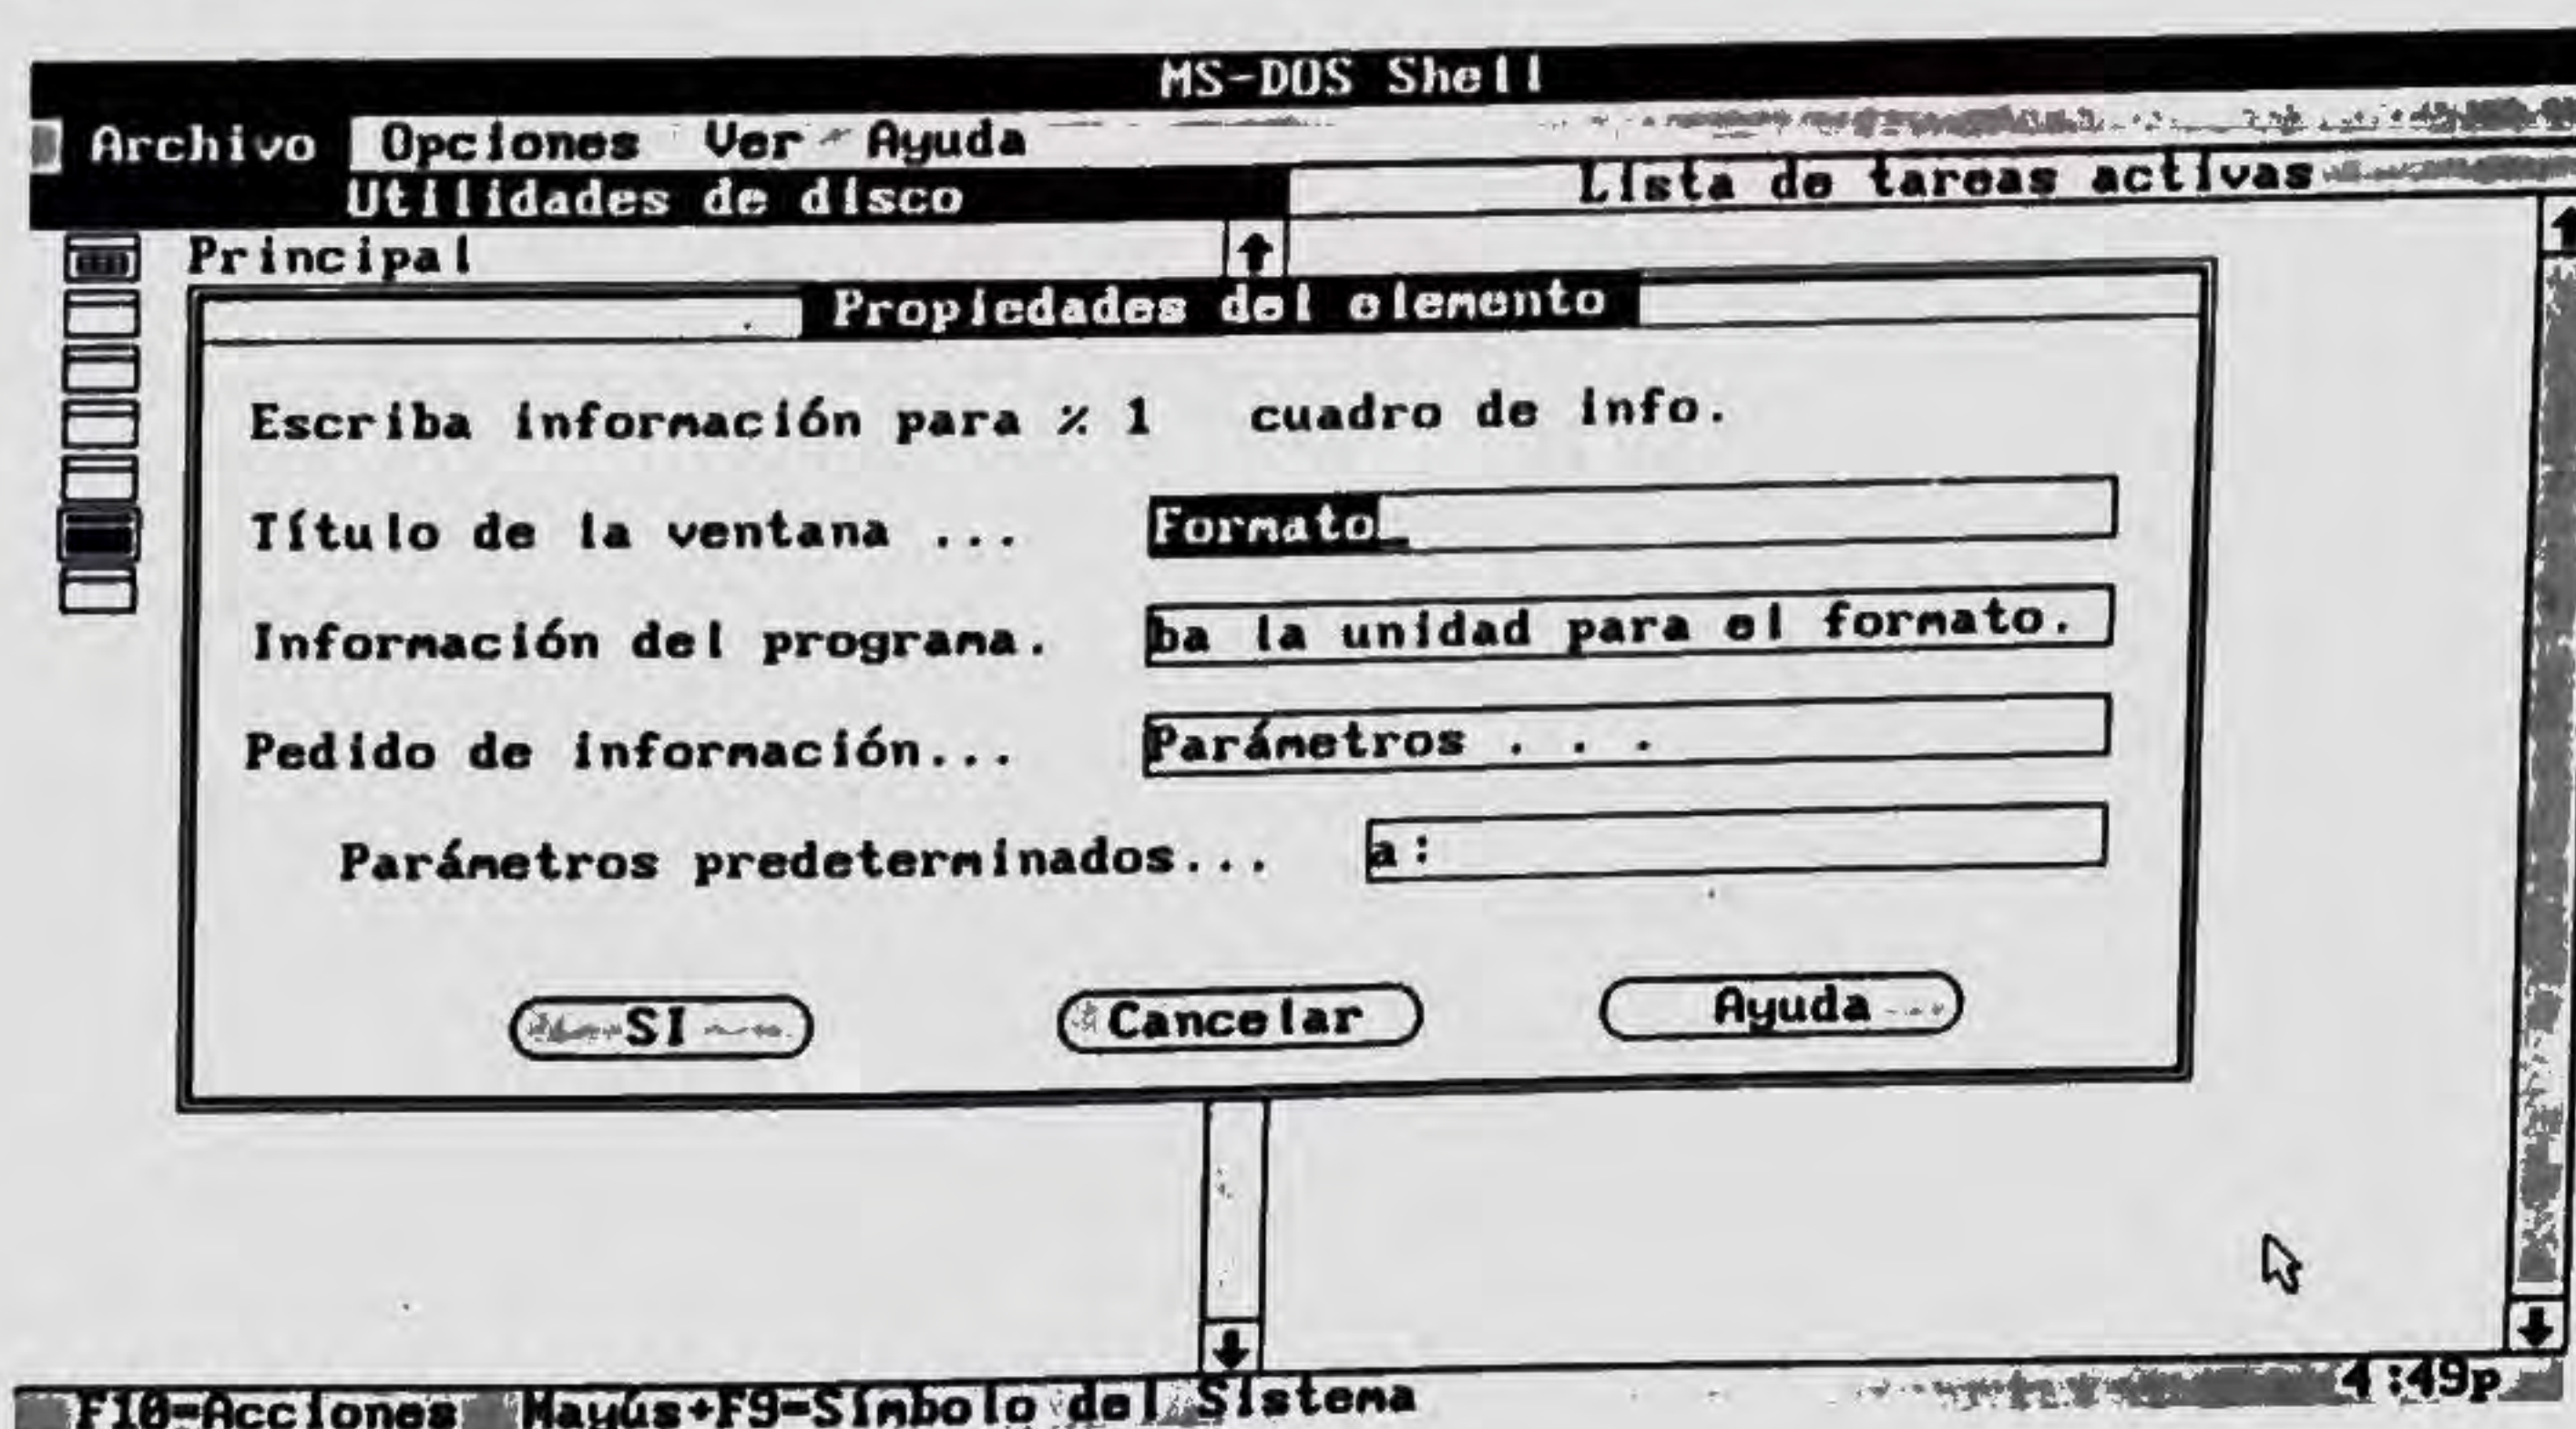 MS-DOS Shell
Archivo Opciones Ver Ayuda
Utilidades de disco Lista de tareas activas
Principal
Propiedades del elemento
Escriba información para % 1 cuadro de info.
Título de la ventana ... Formato_
Información del programa. ba la unidad para el formato.
Pedido de información... Parámetros . . .
Parámetros predeterminados... a:
SI Cancelar Ayuda
F10=Acciones Mayús+F9=Símbolo del Sistema 4:49p